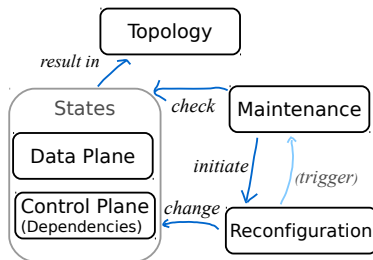 Topology
result in
States
check
Maintenance
Data Plane
initiate
(trigger)
Control Plane
(Dependencies)
change
Reconfiguration